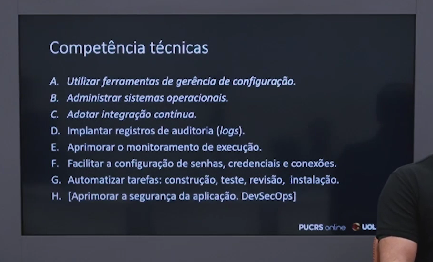 Competência técnicas
A. Utilizar ferramentas de gerência de configuração.
B. Administrar sistemas operacionais.
C. Adotar integração contínua.
D. Implantar registros de auditoria (logs).
E. Aprimorar o monitoramento de execução.
F. Facilitar a configuração de senhas, credenciais e conexões.
G. Automatizar tarefas: construção, teste, revisão, instalação.
H. [Aprimorar a segurança da aplicação. DevSecOps]
PUCRS online UOL